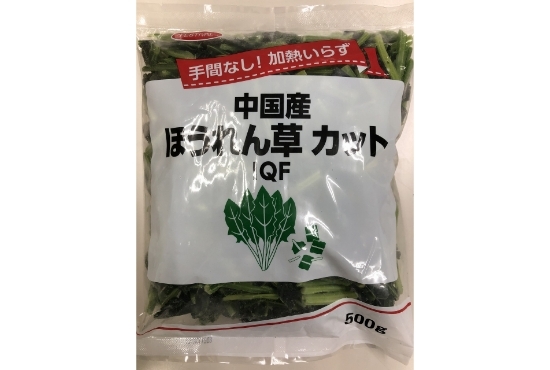 手間なし！加熱いらず
中国産
ほうれん草 カット
IQF
500g